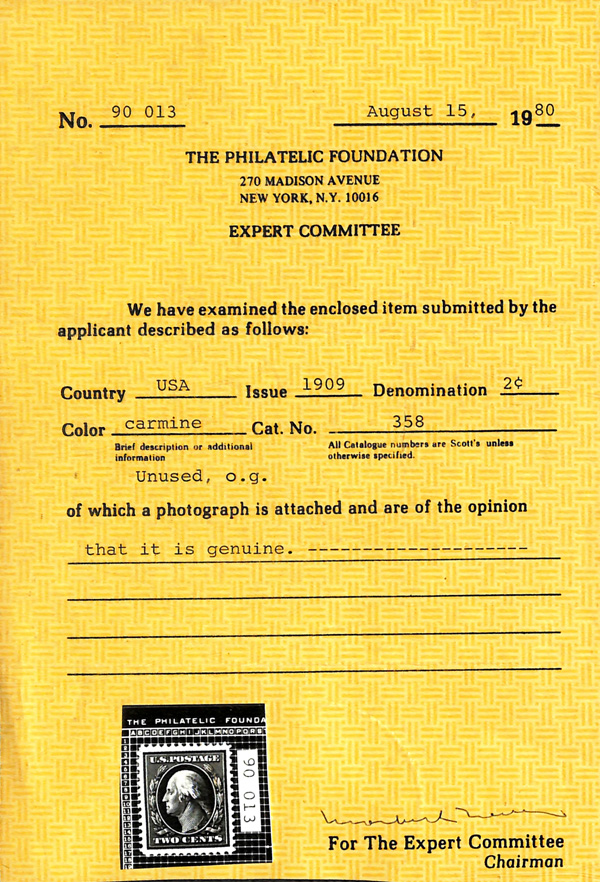 No. 90 013 August 15, 1980
THE PHILATELIC FOUNDATION
270 MADISON AVENUE
NEW YORK, N.Y. 10016
EXPERT COMMITTEE
We have examined the enclosed item submitted by the
applicant described as follows:
Country USA Issue 1909 Denomination 2¢
Color carmine Cat. No. 358
Brief description or additional information
All Catalogue numbers are Scott's unless otherwise specified.
Unused, o.g.
of which a photograph is attached and are of the opinion
that it is genuine. --------------------
THE PHILATELIC FOUNDA
ABCDEFGHIJKLMNOPQRS
U.S. POSTAGE
TWO CENTS
90 013
For The Expert Committee
Chairman